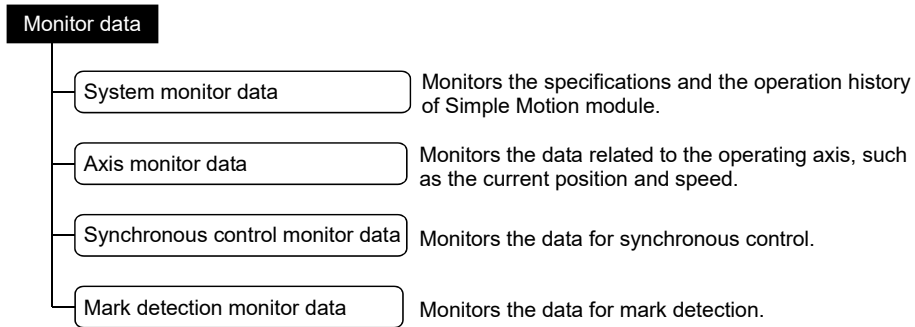 Monitor data
System monitor data
Monitors the specifications and the operation history
of Simple Motion module.
Axis monitor data
Monitors the data related to the operating axis, such
as the current position and speed.
Synchronous control monitor data
Monitors the data for synchronous control.
Mark detection monitor data
Monitors the data for mark detection.